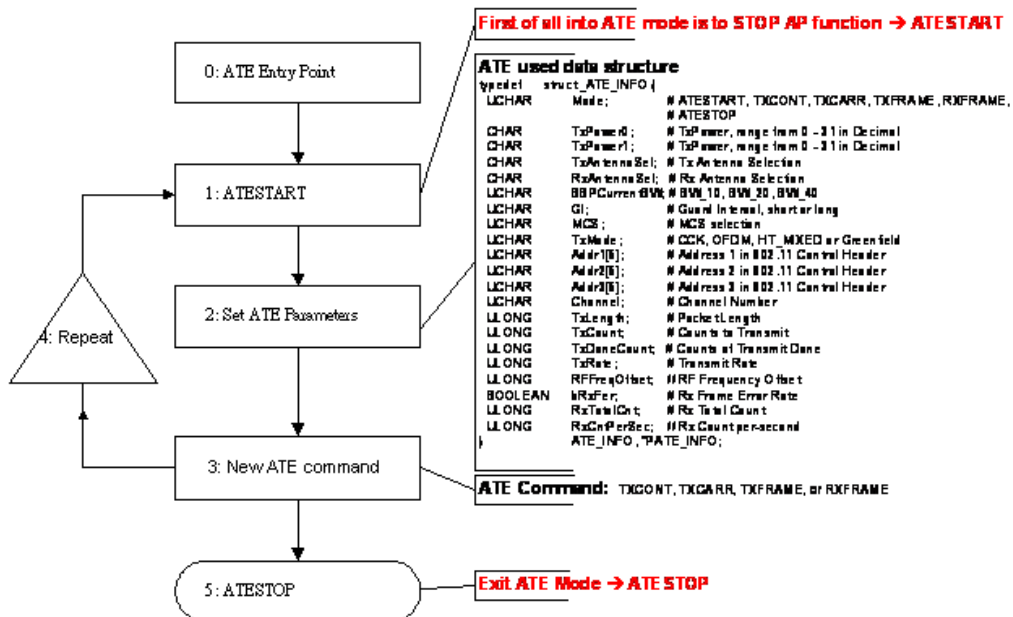 First of all into ATE mode is to STOP AP function → ATESTART
0: ATE Entry Point
1: ATESTART
2: Set ATE Parameters
3: New ATE command
4: Repeat
5: ATESTOP
ATE used data structure
typedef struct_ATE_INFO {
UCHAR Mode; # ATESTART, TXCONT, TXCARR, TXFRAME, RXFRAME,
# ATESTOP
CHAR TxPower0; # TxPower, range from 0 ~ 31 in Decimal
CHAR TxPower1; # TxPower, range from 0 ~ 31 in Decimal
CHAR TxAntennaSel; # Tx Antenna Selection
CHAR RxAntennaSel; # Rx Antenna Selection
UCHAR BBPCurrentBW; # BW_10, BW_20, BW_40
UCHAR GI; # Guard Interval, short or long
UCHAR MCS; # MCS selection
UCHAR TxMode; # CCK, OFDM, HT_MIXED or Greenfield
UCHAR Addr1[6]; # Address 1 in 802.11 Control Header
UCHAR Addr2[6]; # Address 2 in 802.11 Control Header
UCHAR Addr3[6]; # Address 3 in 802.11 Control Header
UCHAR Channel; # Channel Number
ULONG TxLength; # Packet Length
ULONG TxCount; # Counts to Transmit
ULONG TxDoneCount; # Counts of Transmit Done
ULONG TxRate; # Transmit Rate
ULONG RFFreqOffset; # RF Frequency Offset
BOOLEAN bRxFer; # Rx Frame Error Rate
ULONG RxTotalCnt; # Rx Total Count
ULONG RxCntPerSec; # Rx Count per-second
} ATE_INFO, *PATE_INFO;
ATE Command: TXCONT, TXCARR, TXFRAME, or RXFRAME
Exit ATE Mode → ATESTOP